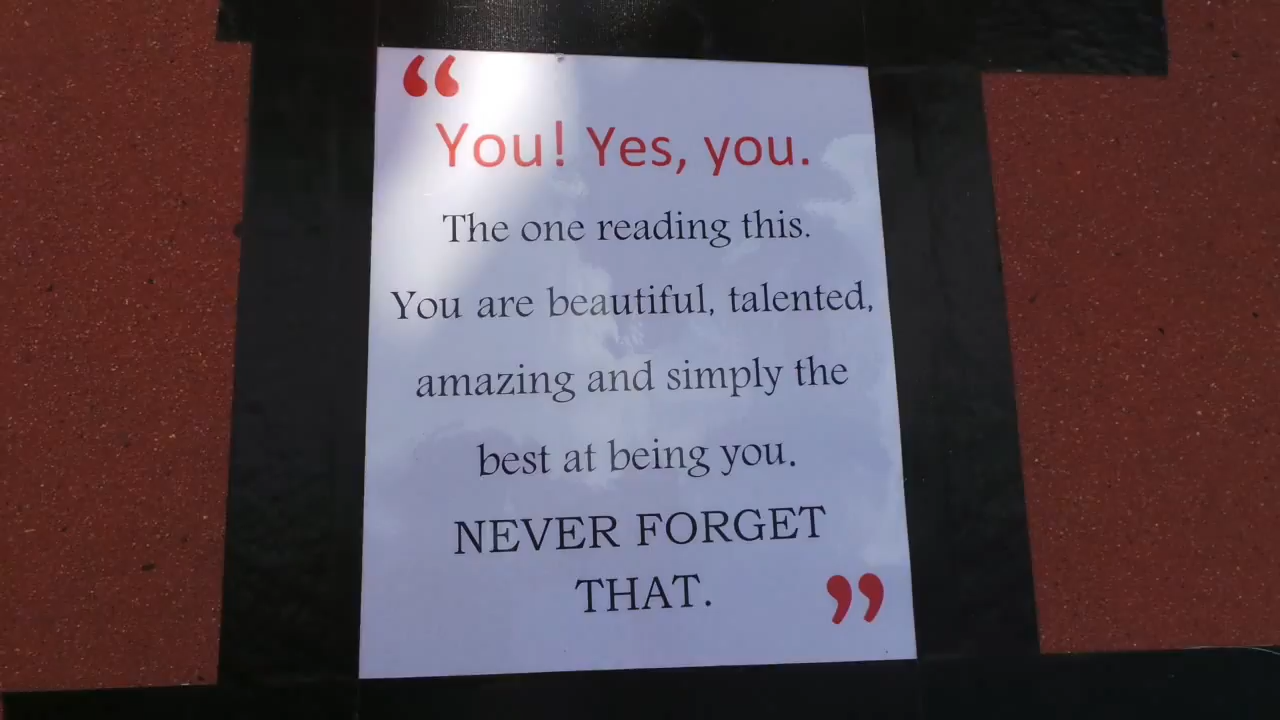 “
You! Yes, you.
The one reading this.
You are beautiful, talented,
amazing and simply the
best at being you.
NEVER FORGET
THAT.
”